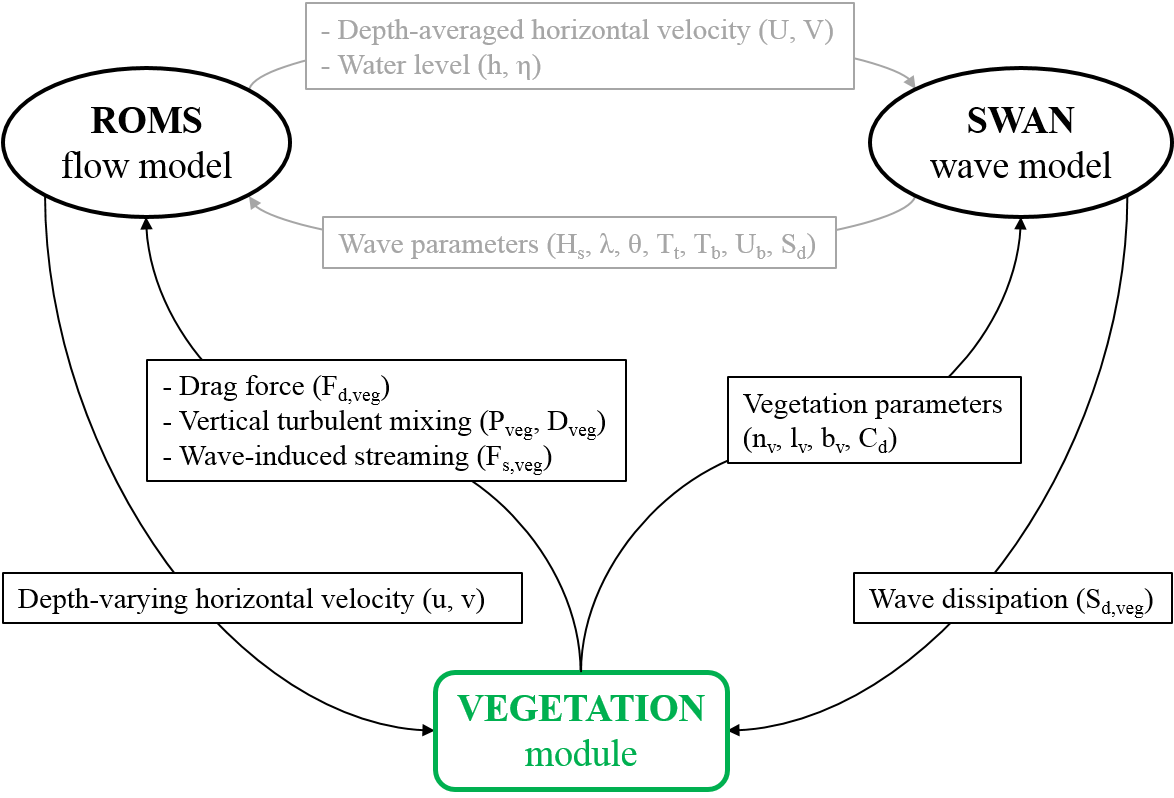 - Depth-averaged horizontal velocity (U, V)
- Water level (h, η)
ROMS
flow model
SWAN
wave model
Wave parameters (Hs, λ, θ, Tt, Tb, Ub, Sd)
- Drag force (Fd,veg)
- Vertical turbulent mixing (Pveg, Dveg)
- Wave-induced streaming (Fs,veg)
Vegetation parameters
(nv, lv, bv, Cd)
Depth-varying horizontal velocity (u, v)
Wave dissipation (Sd,veg)
VEGETATION
module